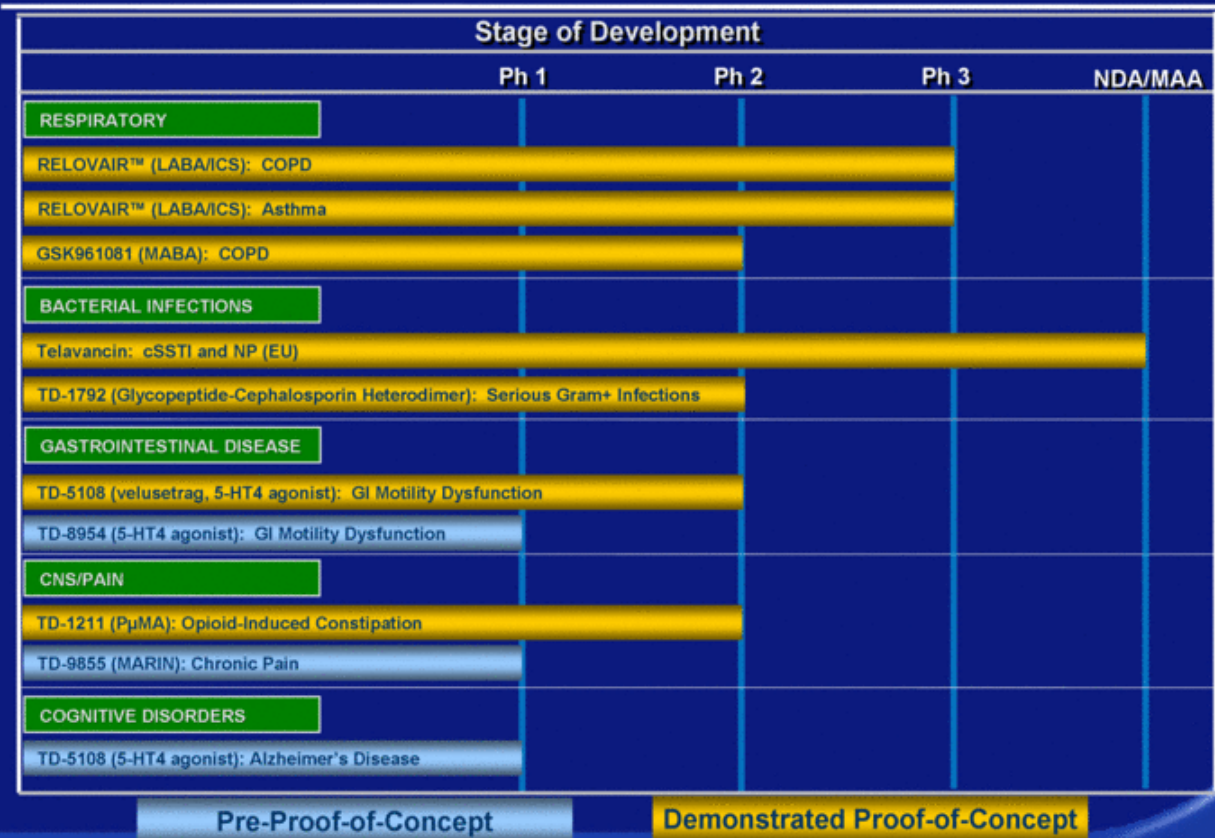 Stage of Development
Ph 1 Ph 2 Ph 3 NDA/MAA
RESPIRATORY
RELOVAIR™ (LABA/ICS): COPD
RELOVAIR™ (LABA/ICS): Asthma
GSK961081 (MABA): COPD
BACTERIAL INFECTIONS
Telavancin: cSSTI and NP (EU)
TD-1792 (Glycopeptide-Cephalosporin Heterodimer): Serious Gram+ Infections
GASTROINTESTINAL DISEASE
TD-5108 (velusetrag, 5-HT4 agonist): GI Motility Dysfunction
TD-8954 (5-HT4 agonist): GI Motility Dysfunction
CNS/PAIN
TD-1211 (PµMA): Opioid-Induced Constipation
TD-9855 (MARIN): Chronic Pain
COGNITIVE DISORDERS
TD-5108 (5-HT4 agonist): Alzheimer's Disease
Pre-Proof-of-Concept Demonstrated Proof-of-Concept